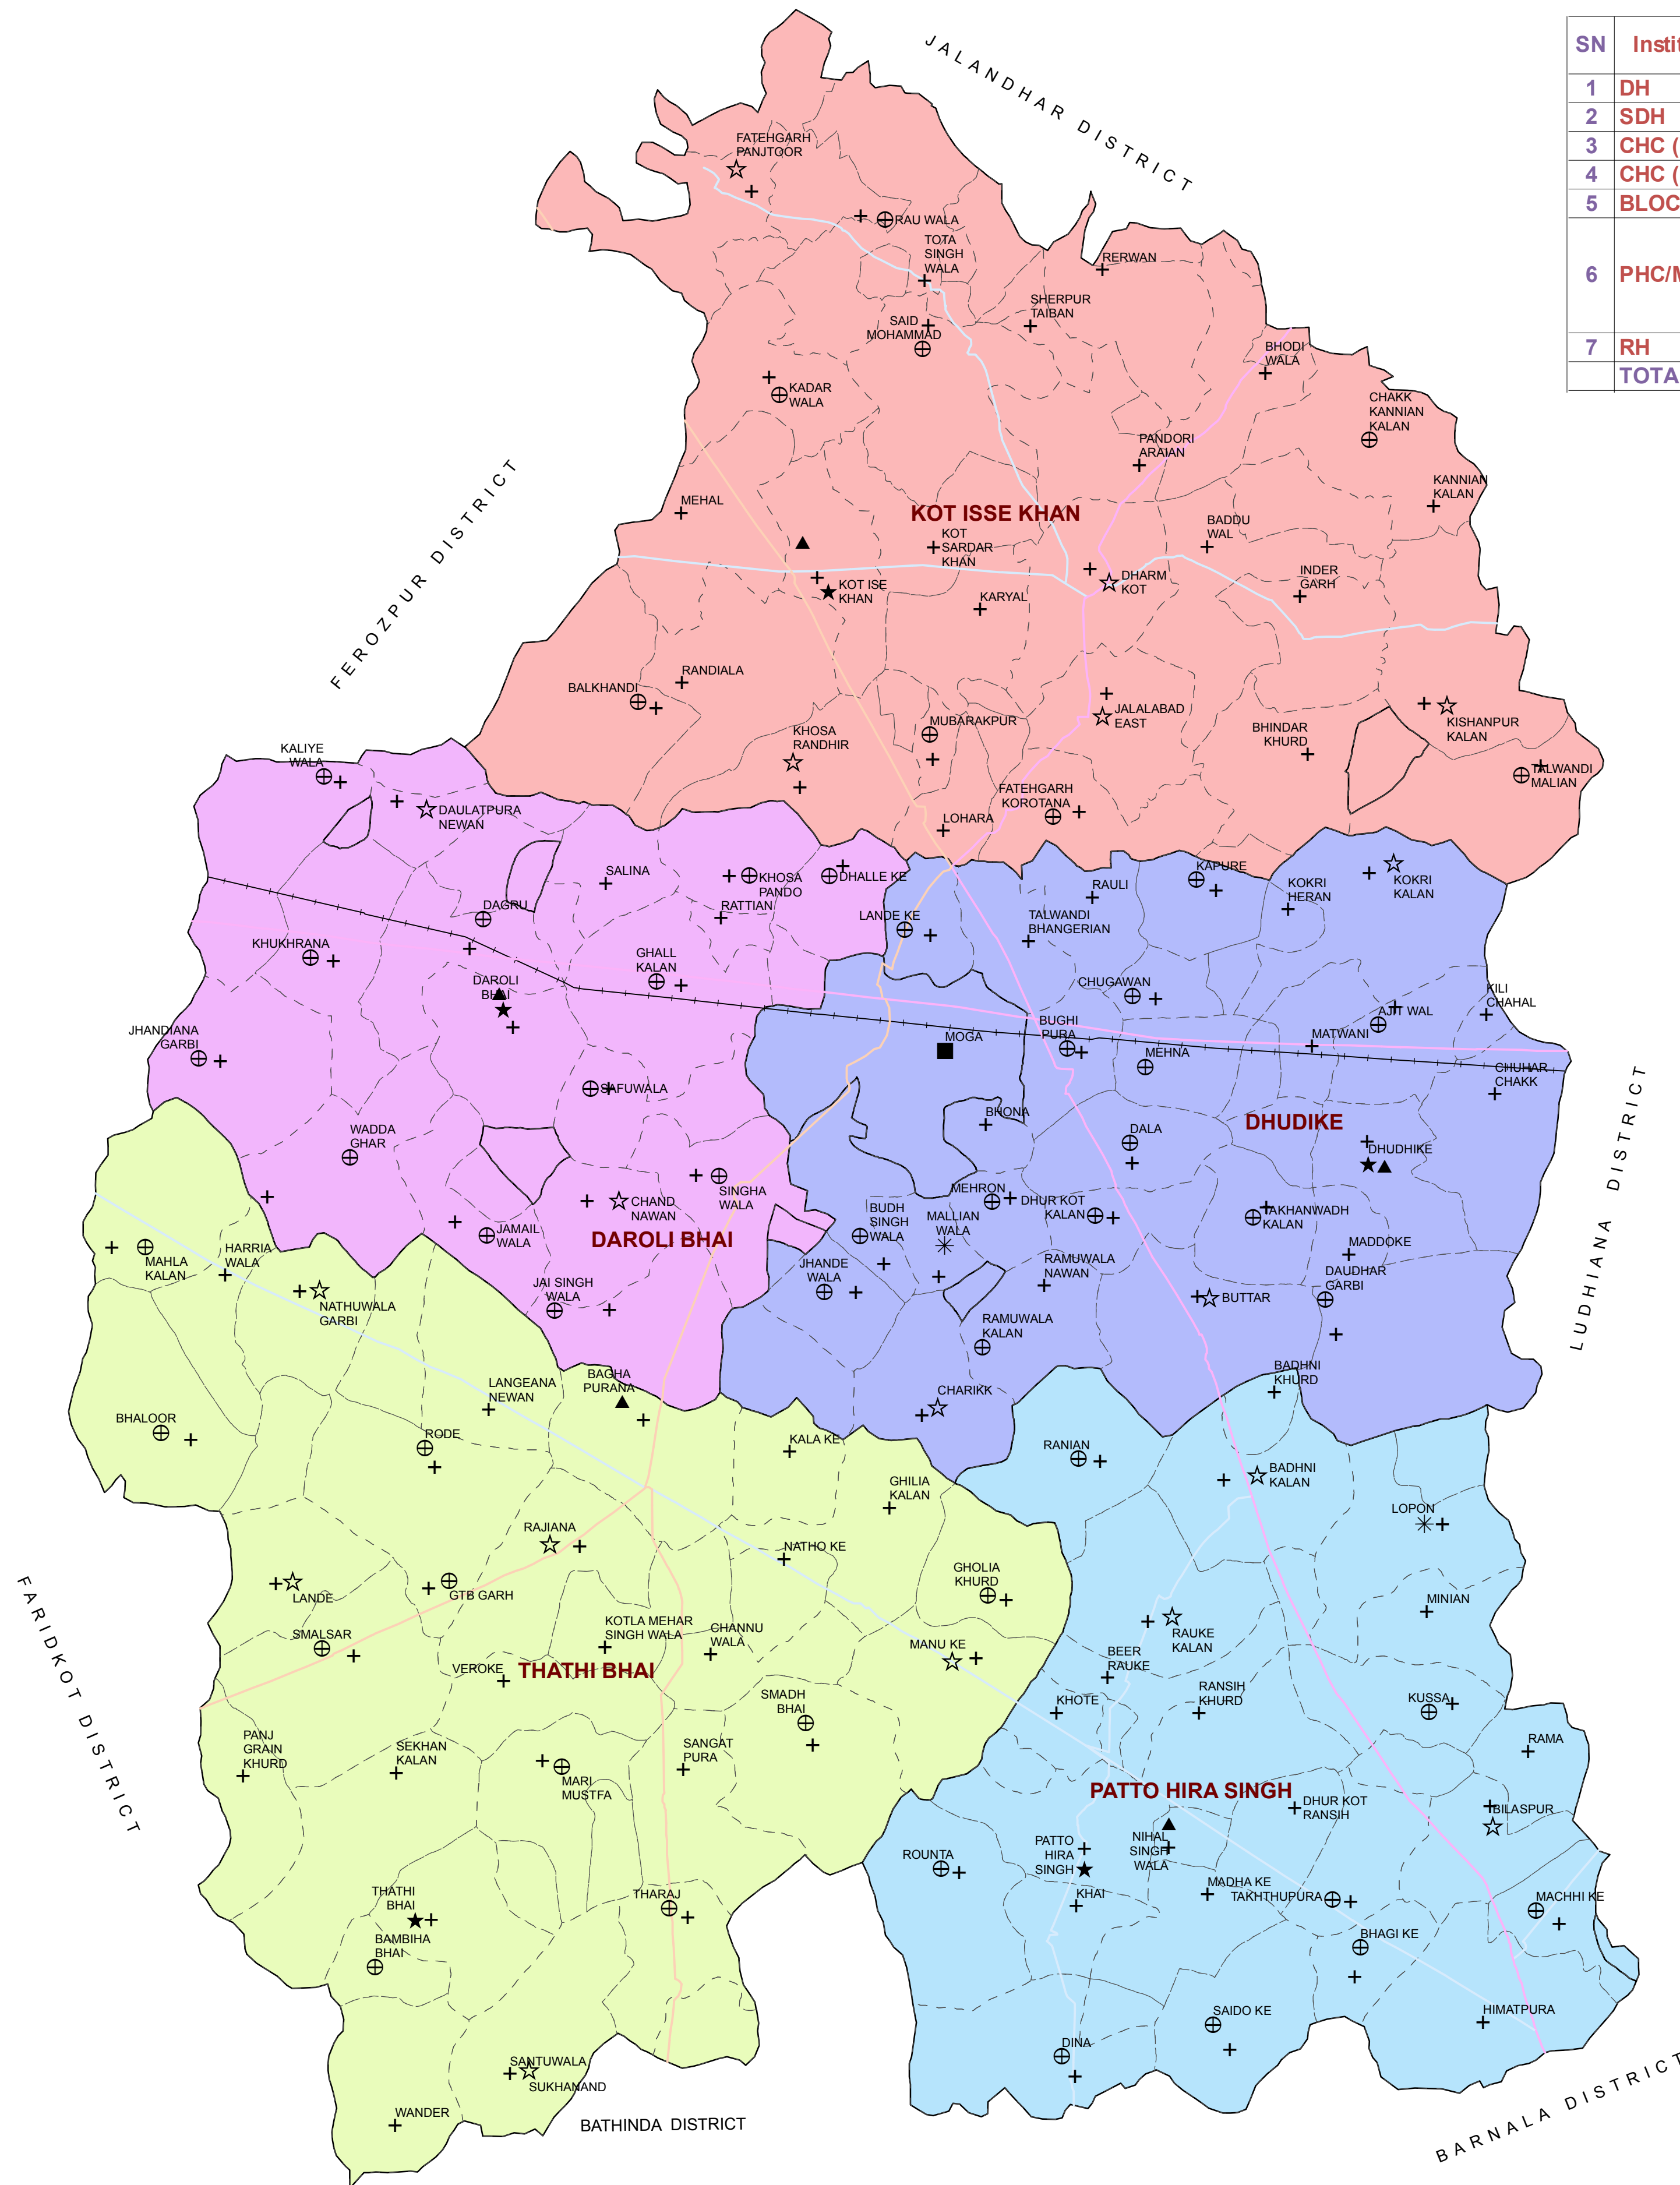 JALANDHAR DISTRICT
SN Instit
1 DH
2 SDH
3 CHC (
4 CHC (
5 BLOC
6 PHC/M
7 RH
TOTA
FATEHGARH
PANJTOOR
RAU WALA
TOTA
SINGH
WALA
RERWAN
SHERPUR
TAIBAN
SAID
MOHAMMAD
BHODI
WALA
KADAR
WALA
CHAKK
KANNIAN
KALAN
PANDORI
ARAIAN
KANNIAN
KALAN
MEHAL
KOT ISSE KHAN
KOT
SARDAR
KHAN
BADDU
WAL
FEROZPUR DISTRICT
KOT ISE
KHAN
KARYAL
DHARM
KOT
INDER
GARH
BALKHANDI
RANDIALA
KHOSA
RANDHIR
MUBARAKPUR
JALALABAD
EAST
BHINDAR
KHURD
KISHANPUR
KALAN
TALWANDI
MALIAN
FATEHGARH
KOROTANA
LOHARA
KALIYE
WALA
DAULATPURA
NEWAN
SALINA
KHOSA
PANDO
DHALLE KE
RATTIAN
DAGRU
KHUKHRANA
GHALL
KALAN
DAROLI
BHAI
JHANDIANA
GARBI
SAFUWALA
WADDA
GHAR
SINGHA
WALA
CHAND
NAWAN
JAMAIL
WALA
DAROLI BHAI
JAI SINGH
WALA
KAPURE
KOKRI
HERAN
KOKRI
KALAN
RAULI
LANDE KE
TALWANDI
BHANGERIAN
CHUGAWAN
KILI
CHAHAL
AJIT WAL
BUGHI
PURA
MOGA
MATWANI
MEHNA
CHUHAR
CHAKK
BHONA
DHUDIKE
DALA
DHUDHIKE
MEHRON
DHUR KOT
KALAN
BUDH
SINGH
WALA
MALLIAN
WALA
TAKHANWADH
KALAN
MADDOKE
JHANDE
WALA
RAMUWALA
NAWAN
DAUDHAR
GARBI
BUTTAR
RAMUWALA
KALAN
CHARIKK
LUDHIANA DISTRICT
BADHNI
KHURD
MAHLA
KALAN
HARRIA
WALA
NATHUWALA
GARBI
LANGEANA
NEWAN
BAGHA
PURANA
BHALOOR
RODE
KALA KE
GHILIA
KALAN
RAJIANA
NATHO KE
GHOLIA
KHURD
LANDE
GTB GARH
SMALSAR
KOTLA MEHAR
SINGH WALA
CHANNU
WALA
MANU KE
VEROKE
THATHI BHAI
SMADH
BHAI
PANJ
GRAIN
KHURD
SEKHAN
KALAN
SANGAT
PURA
MARI
MUSTFA
THATHI
BHAI
THARAJ
BAMBIHA
BHAI
SANTUWALA
SUKHANAND
WANDER
FARIDKOT DISTRICT
BATHINDA DISTRICT
RANIAN
BADHNI
KALAN
LOPON
MINIAN
RAUKE
KALAN
BEER
RAUKE
KHOTE
RANSIH
KHURD
KUSSA
RAMA
PATTO HIRA SINGH
DHUR KOT
RANSIH
BILASPUR
PATTO
HIRA
SINGH
NIHAL
SINGH
WALA
ROUNTA
KHAI
MADHA KE
TAKHTHUPURA
MACHHI KE
BHAGI KE
SAIDO KE
HIMATPURA
DINA
BARNALA DISTRICT